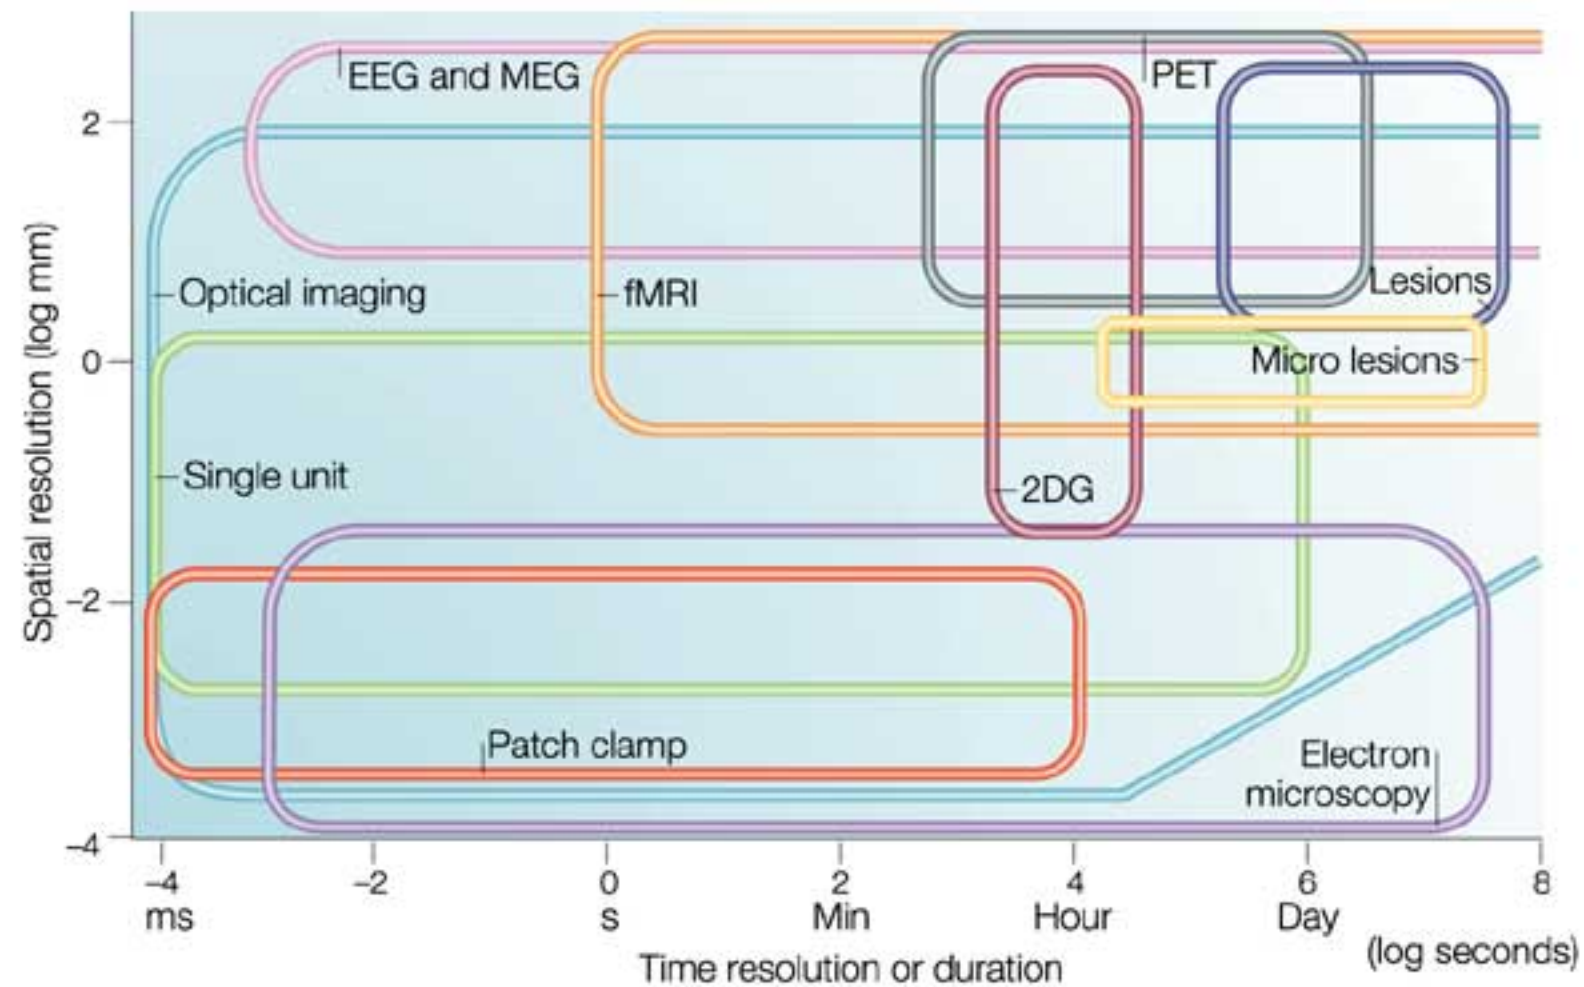 EEG and MEG
PET
2
Optical imaging
fMRI
Lesions
0
Micro lesions
Single unit
2DG
–2
Patch clamp
Electron
microscopy
–4
–4 –2 0 2 4 6 8
ms s Min Hour Day
(log seconds)
Time resolution or duration
Spatial resolution (log mm)